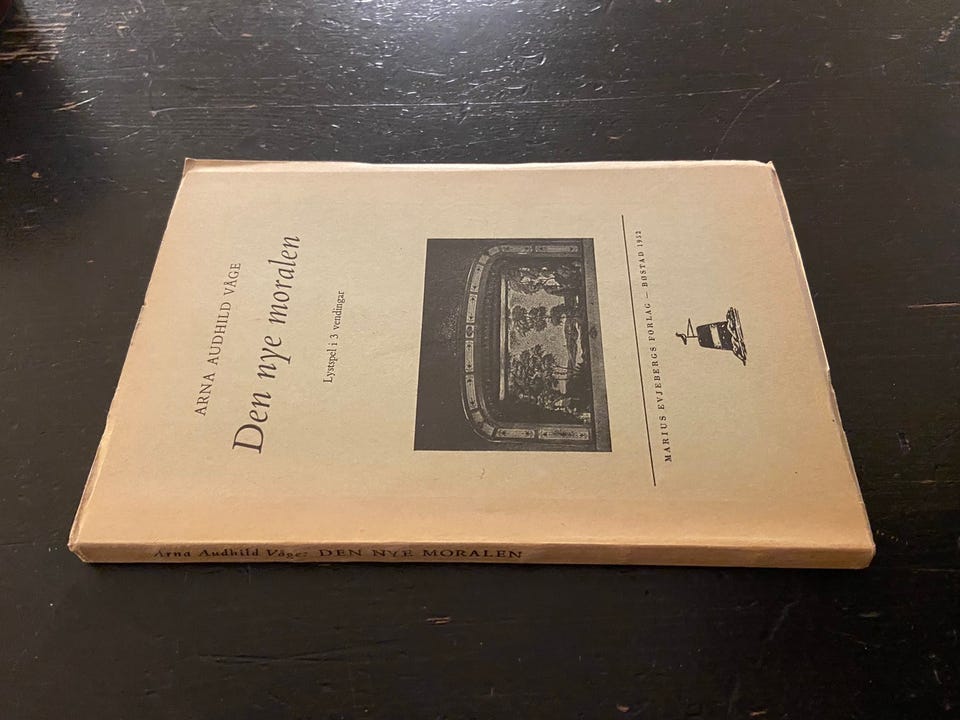 ARNA AUDHILD VÅGE
Den nye moralen
Lystspel i 3 vendingar
MARIUS EVJEBERGS FORLAG — BØSTAD 1952
Arna Audhild Våge: DEN NYE MORALEN